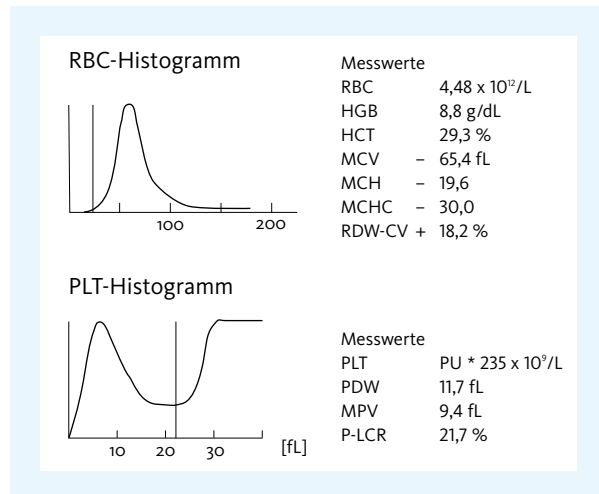 RBC-Histogramm
100 200
Messwerte
RBC 4,48 x 10¹²/L
HGB 8,8 g/dL
HCT 29,3 %
MCV – 65,4 fL
MCH – 19,6
MCHC – 30,0
RDW-CV + 18,2 %
PLT-Histogramm
10 20 30 [fL]
Messwerte
PLT PU * 235 x 10⁹/L
PDW 11,7 fL
MPV 9,4 fL
P-LCR 21,7 %